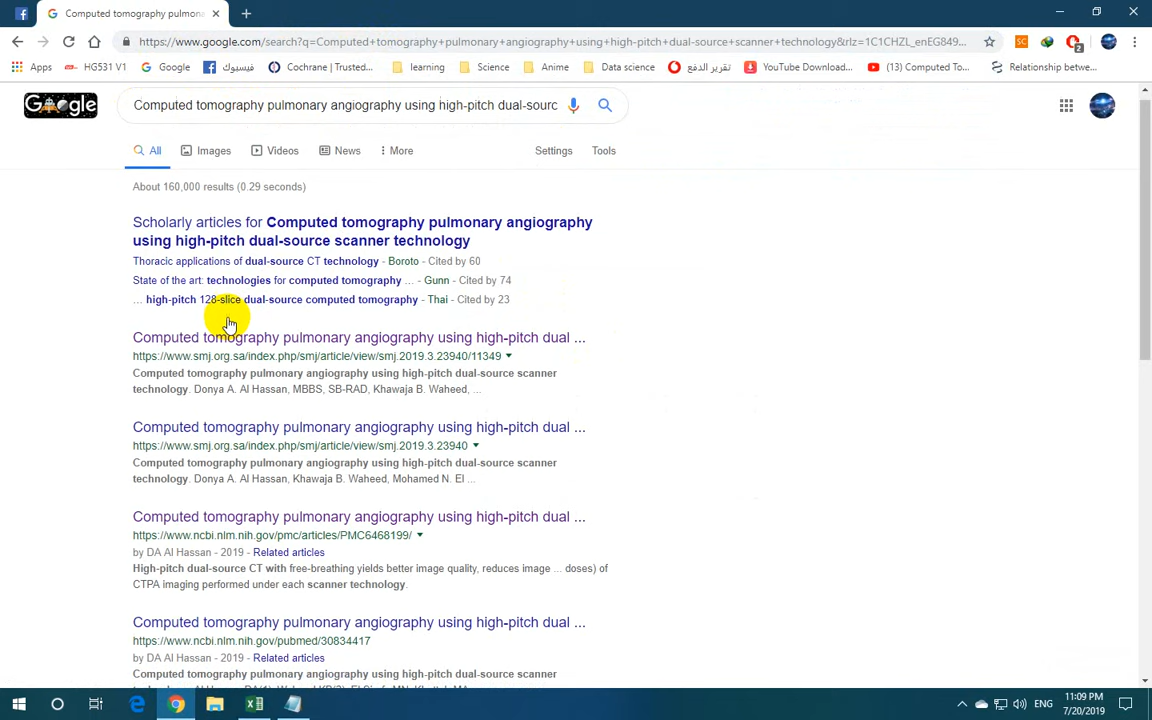 Computed tomography pulmona
https://www.google.com/search?q=Computed+tomography+pulmonary+angiography+using+high-pitch+dual-source+scanner+technology&rlz=1C1CHZL_enEG849...
SC
2
Apps HG531 V1 Google فيسبوك Cochrane | Trusted... learning Science Anime Data science تقرير الدفع YouTube Download... (13) Computed To... Relationship betwe...
Google Computed tomography pulmonary angiography using high-pitch dual-sourc
All Images Videos News More Settings Tools
About 160,000 results (0.29 seconds)
Scholarly articles for Computed tomography pulmonary angiography
using high-pitch dual-source scanner technology
Thoracic applications of dual-source CT technology - Boroto - Cited by 60
State of the art: technologies for computed tomography ... - Gunn - Cited by 74
... high-pitch 128-slice dual-source computed tomography - Thai - Cited by 23
Computed tomography pulmonary angiography using high-pitch dual ...
https://www.smj.org.sa/index.php/smj/article/view/smj.2019.3.23940/11349
Computed tomography pulmonary angiography using high-pitch dual-source scanner
technology. Donya A. Al Hassan, MBBS, SB-RAD, Khawaja B. Waheed, ...
Computed tomography pulmonary angiography using high-pitch dual ...
https://www.smj.org.sa/index.php/smj/article/view/smj.2019.3.23940
Computed tomography pulmonary angiography using high-pitch dual-source scanner
technology. Donya A. Al Hassan, Khawaja B. Waheed, Mohamed N. El ...
Computed tomography pulmonary angiography using high-pitch dual ...
https://www.ncbi.nlm.nih.gov/pmc/articles/PMC6468199/
by DA Al Hassan - 2019 - Related articles
High-pitch dual-source CT with free-breathing yields better image quality, reduces image ... doses) of
CTPA imaging performed under each scanner technology.
Computed tomography pulmonary angiography using high-pitch dual ...
https://www.ncbi.nlm.nih.gov/pubmed/30834417
by DA Al Hassan - 2019 - Related articles
Computed tomography pulmonary angiography using high-pitch dual-source scanner
ENG
11:09 PM
7/20/2019